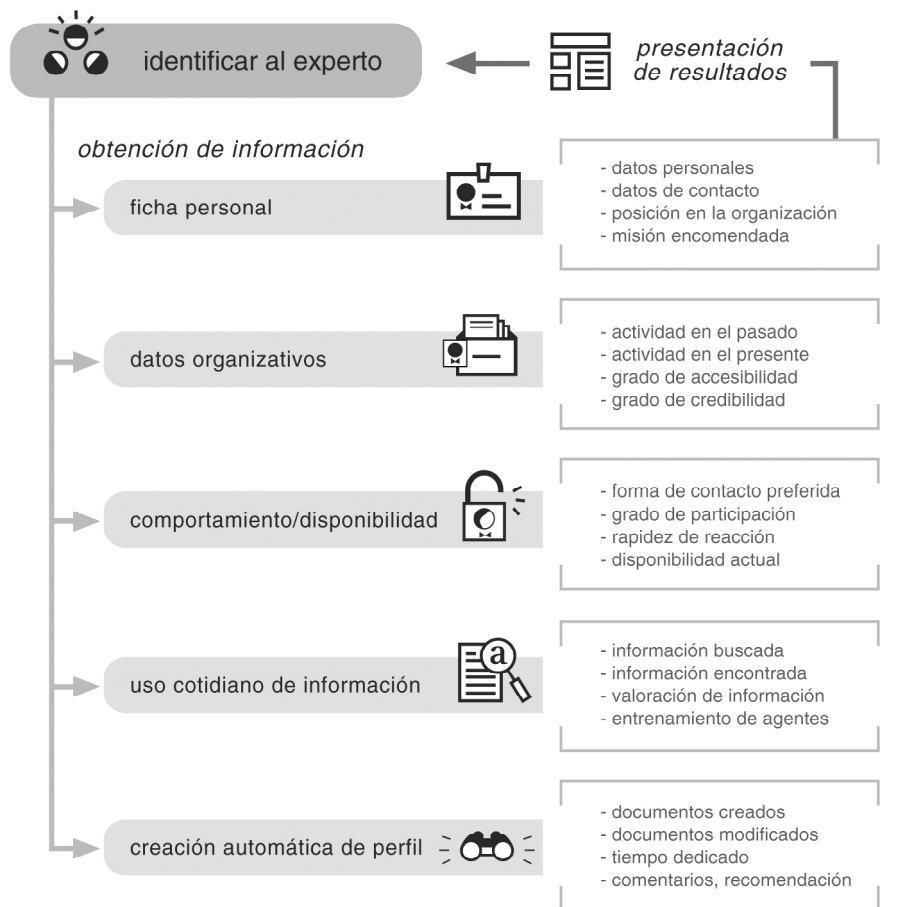 identificar al experto
presentación
de resultados
obtención de información
ficha personal
- datos personales
- datos de contacto
- posición en la organización
- misión encomendada
datos organizativos
- actividad en el pasado
- actividad en el presente
- grado de accesibilidad
- grado de credibilidad
comportamiento/disponibilidad
- forma de contacto preferida
- grado de participación
- rapidez de reacción
- disponibilidad actual
uso cotidiano de información
a
- información buscada
- información encontrada
- valoración de información
- entrenamiento de agentes
creación automática de perfil
- documentos creados
- documentos modificados
- tiempo dedicado
- comentarios, recomendación